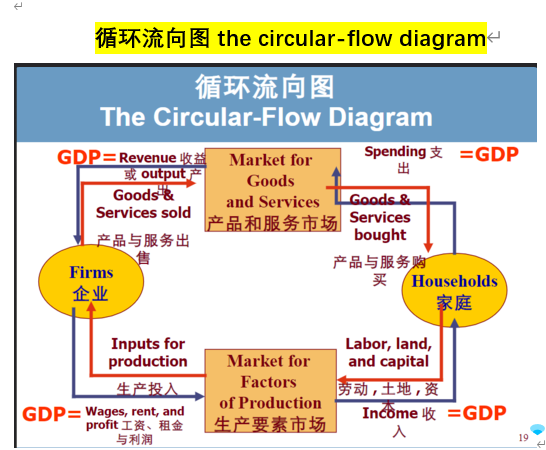 循环流向图 the circular-flow diagram
循环流向图
The Circular-Flow Diagram
GDP= Revenue 收益
或 output 产
出
Goods &
Services sold
产品与服务出
售
Market for
Goods
and Services
产品和服务市场
Spending 支
出
=GDP
Goods &
Services
bought
产品与服务购
买
Firms
企业
Households
家庭
Inputs for
production
生产投入
Market for
Factors
of Production
生产要素市场
Labor, land,
and capital
劳动,土地,资
本
GDP= Wages, rent, and
profit 工资、租金
与利润
Income 收
入
=GDP
19